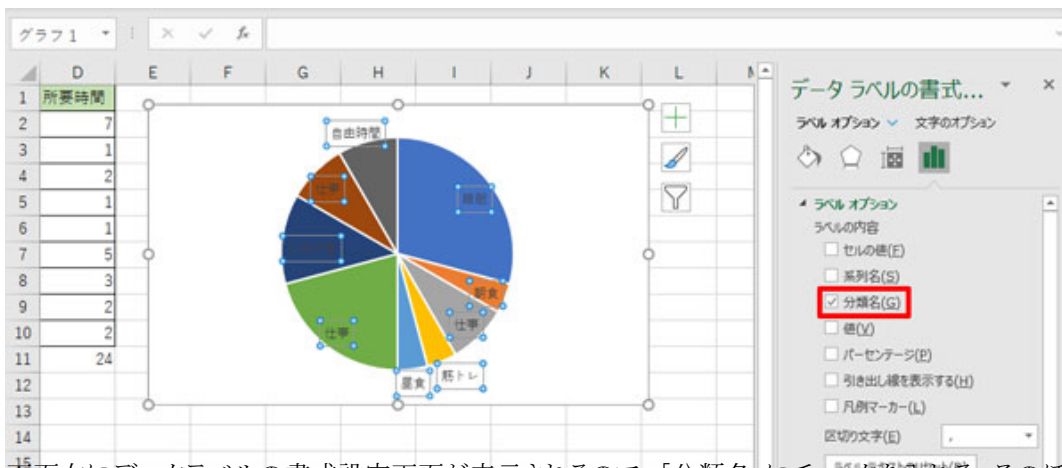 グラフ1
fx
D E F G H I J K L M
1 所要時間
2 7
3 1
4 2
5 1
6 1
7 5
8 3
9 2
10 2
11 24
12
13
14
15
自由時間
仕事
睡眠
朝食
仕事
仕事
昼食
筋トレ
データ ラベルの書式...
ラベル オプション 文字のオプション
ラベル オプション
ラベルの内容
セルの値(F)
系列名(S)
分類名(G)
値(V)
パーセンテージ(P)
引き出し線を表示する(H)
凡例マーカー(L)
区切り文字(E) ,